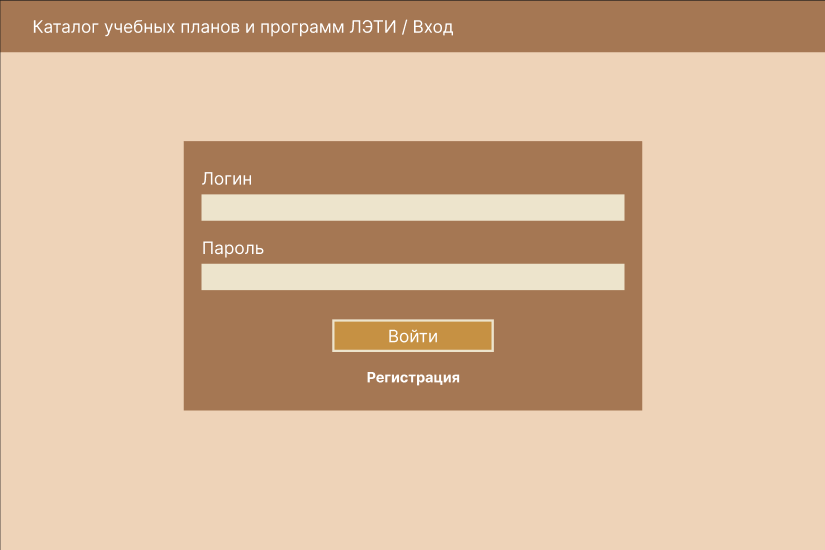 Каталог учебных планов и программ ЛЭТИ / Вход
Логин
Пароль
Войти
Регистрация